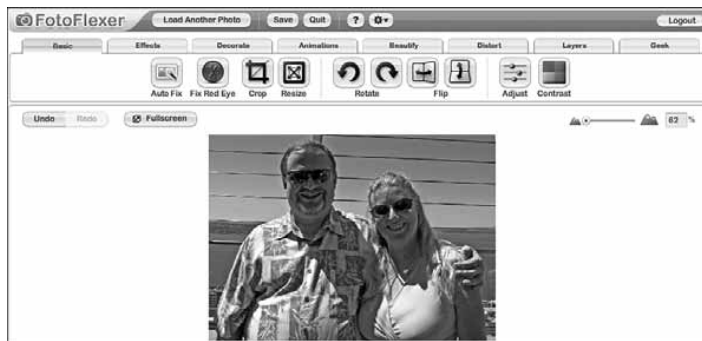 FotoFlexer Load Another Photo Save Quit ? Logout
Basic Effects Decorate Animations Beautify Distort Layers Geek
Auto Fix Fix Red Eye Crop Resize Rotate Flip Adjust Contrast
Undo Redo Fullscreen 62 %